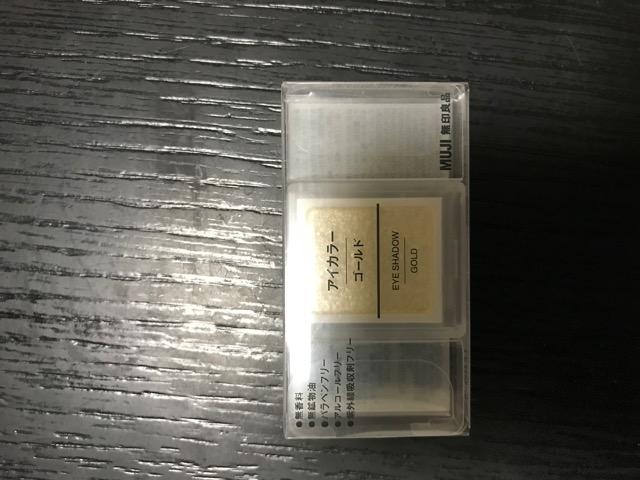 MUJI 無印良品
アイカラー
ゴールド
EYE SHADOW
GOLD
●無香料
●無鉱物油
●パラベンフリー
●アルコールフリー
●紫外線吸収剤フリー